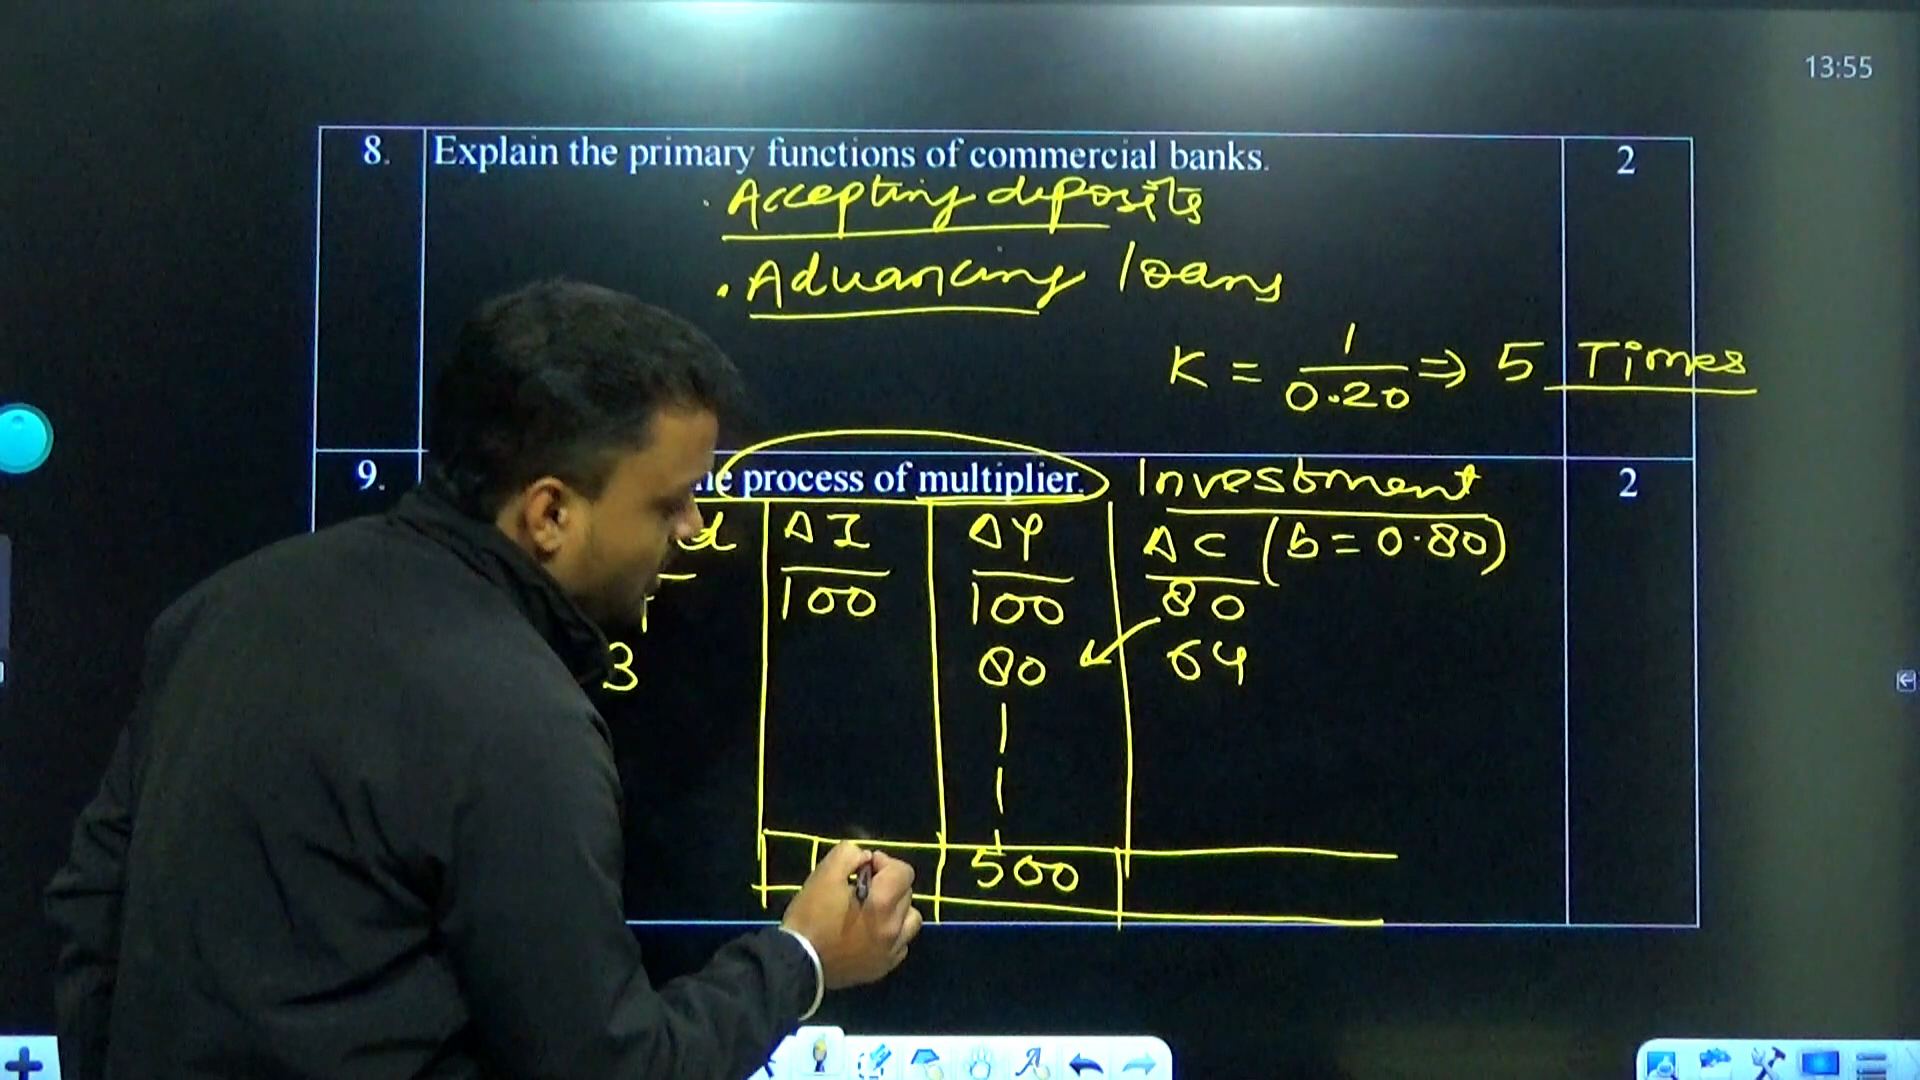 13:55
8. Explain the primary functions of commercial banks. 2
. Accepting deposits
. Advancing loans
K = 1/0.20 ⇒ 5 Times
9. process of multiplier. Investment 2
ΔI ΔY ΔC (b = 0.80)
100 100 80
3 80 64
500